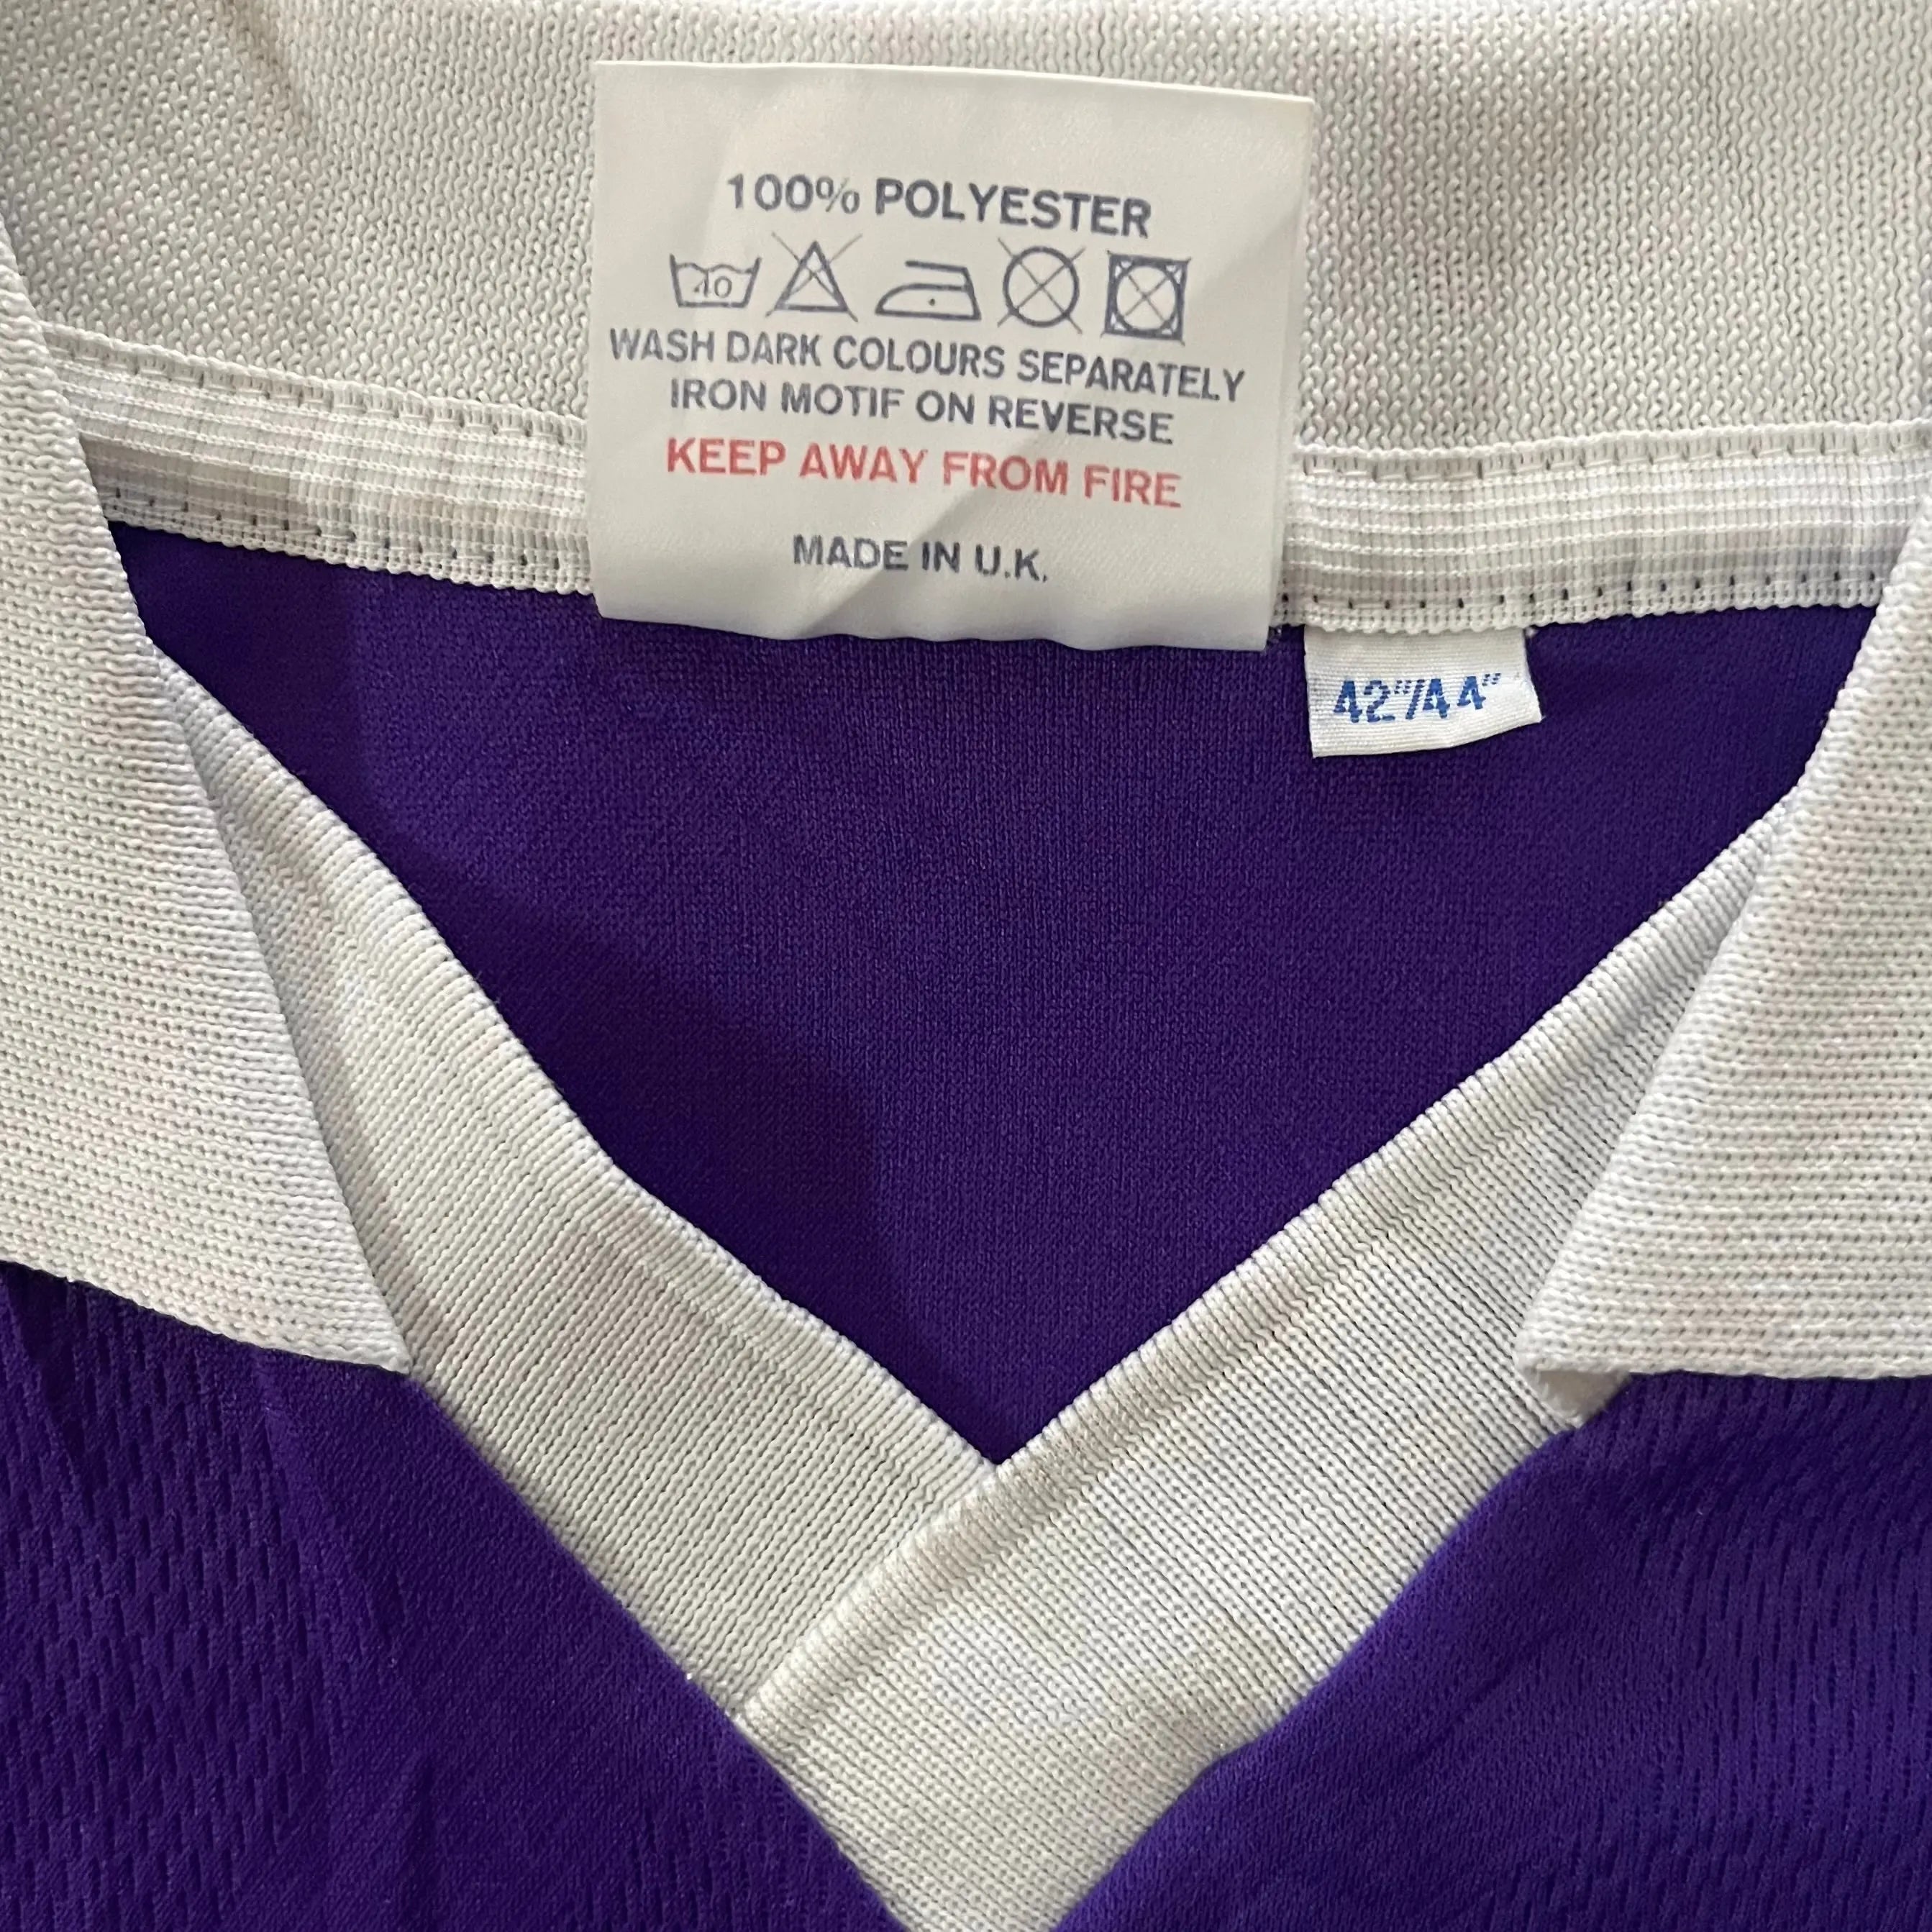 100% POLYESTER
40
WASH DARK COLOURS SEPARATELY
IRON MOTIF ON REVERSE
KEEP AWAY FROM FIRE
MADE IN U.K.
42"/44"